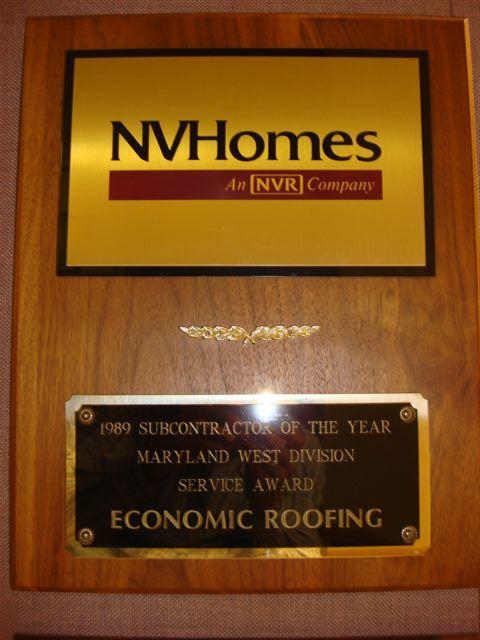 NVHomes
An NVR Company
1989 SUBCONTRACTOR OF THE YEAR
MARYLAND WEST DIVISION
SERVICE AWARD
ECONOMIC ROOFING